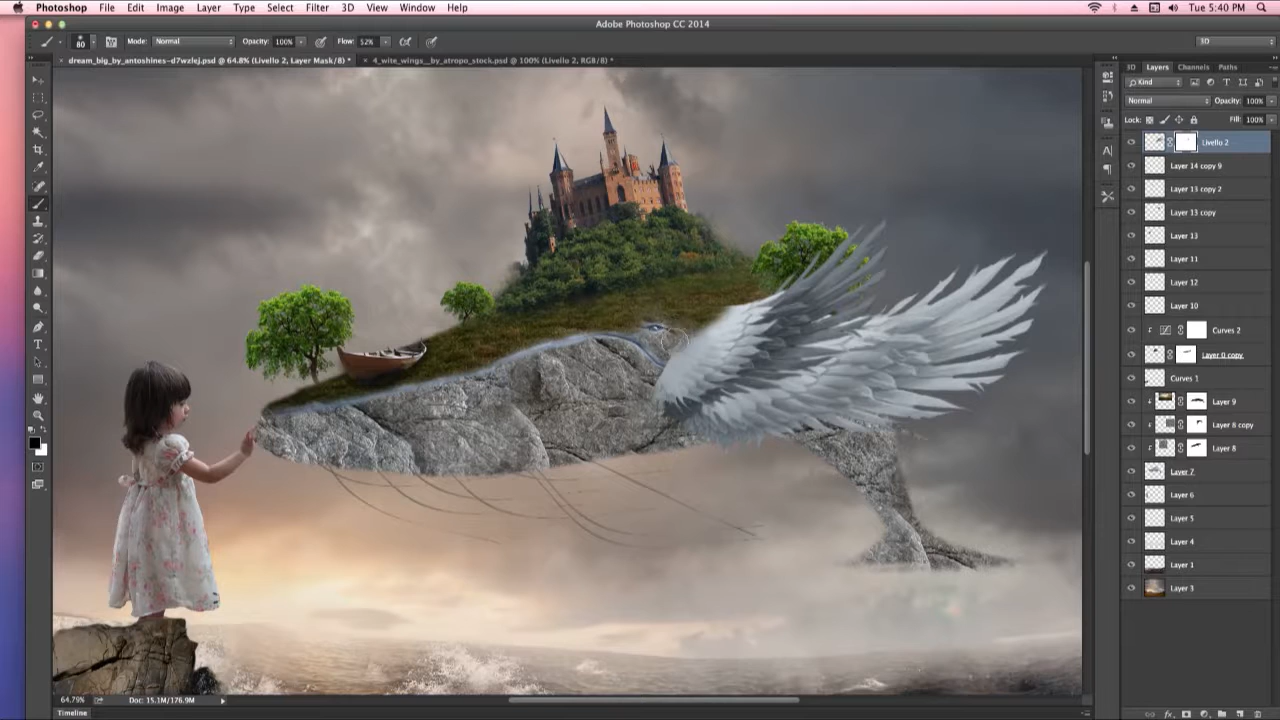 Photoshop File Edit Image Layer Type Select Filter 3D View Window Help Tue 5:40 PM
Adobe Photoshop CC 2014
80 Mode: Normal Opacity: 100% Flow: 52% 3D
× dream_big_by_antoshines-d7wzlej.psd @ 64.8% (Livello 2, Layer Mask/8) * × 4_wite_wings__by_atropo_stock.psd @ 100% (Livello 2, RGB/8) *
3D Layers Channels Paths
Kind
Normal Opacity: 100%
Lock: Fill: 100%
Livello 2
Layer 14 copy 9
Layer 13 copy 2
Layer 13 copy
Layer 13
Layer 11
Layer 12
Layer 10
Curves 2
Layer 0 copy
Curves 1
Layer 9
Layer 8 copy
Layer 8
Layer 7
Layer 6
Layer 5
Layer 4
Layer 1
Layer 3
64.79% Doc: 15.1M/176.9M
Timeline